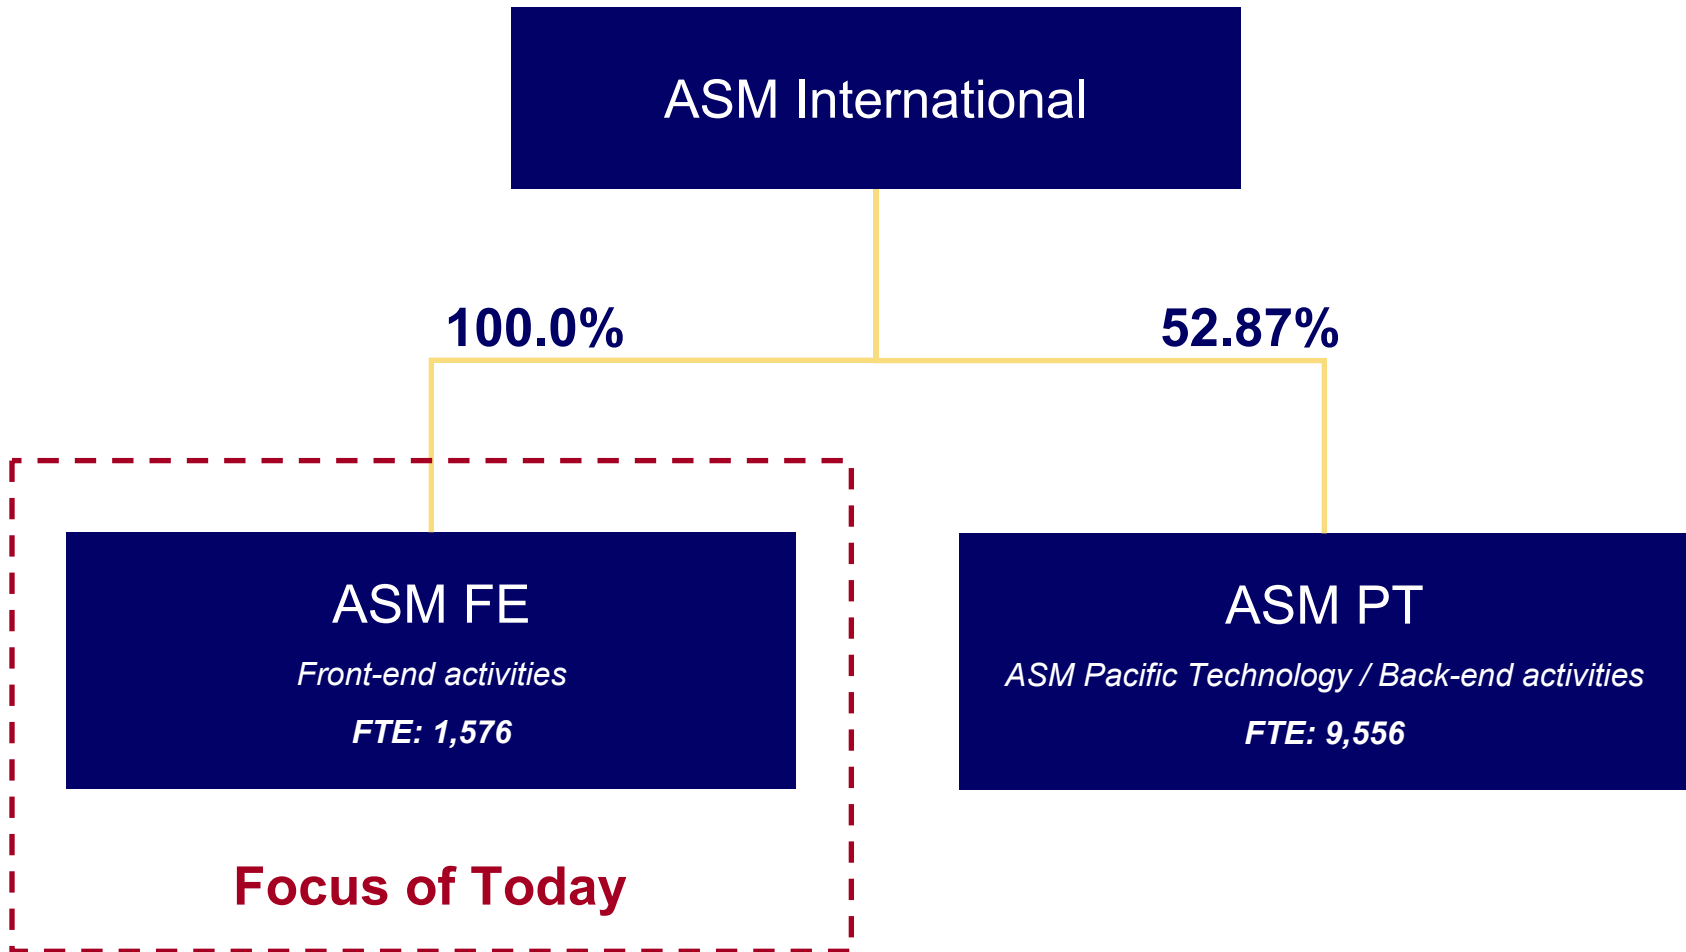 ASM International
100.0%
52.87%
ASM FE
Front-end activities
FTE: 1,576
ASM PT
ASM Pacific Technology / Back-end activities
FTE: 9,556
Focus of Today